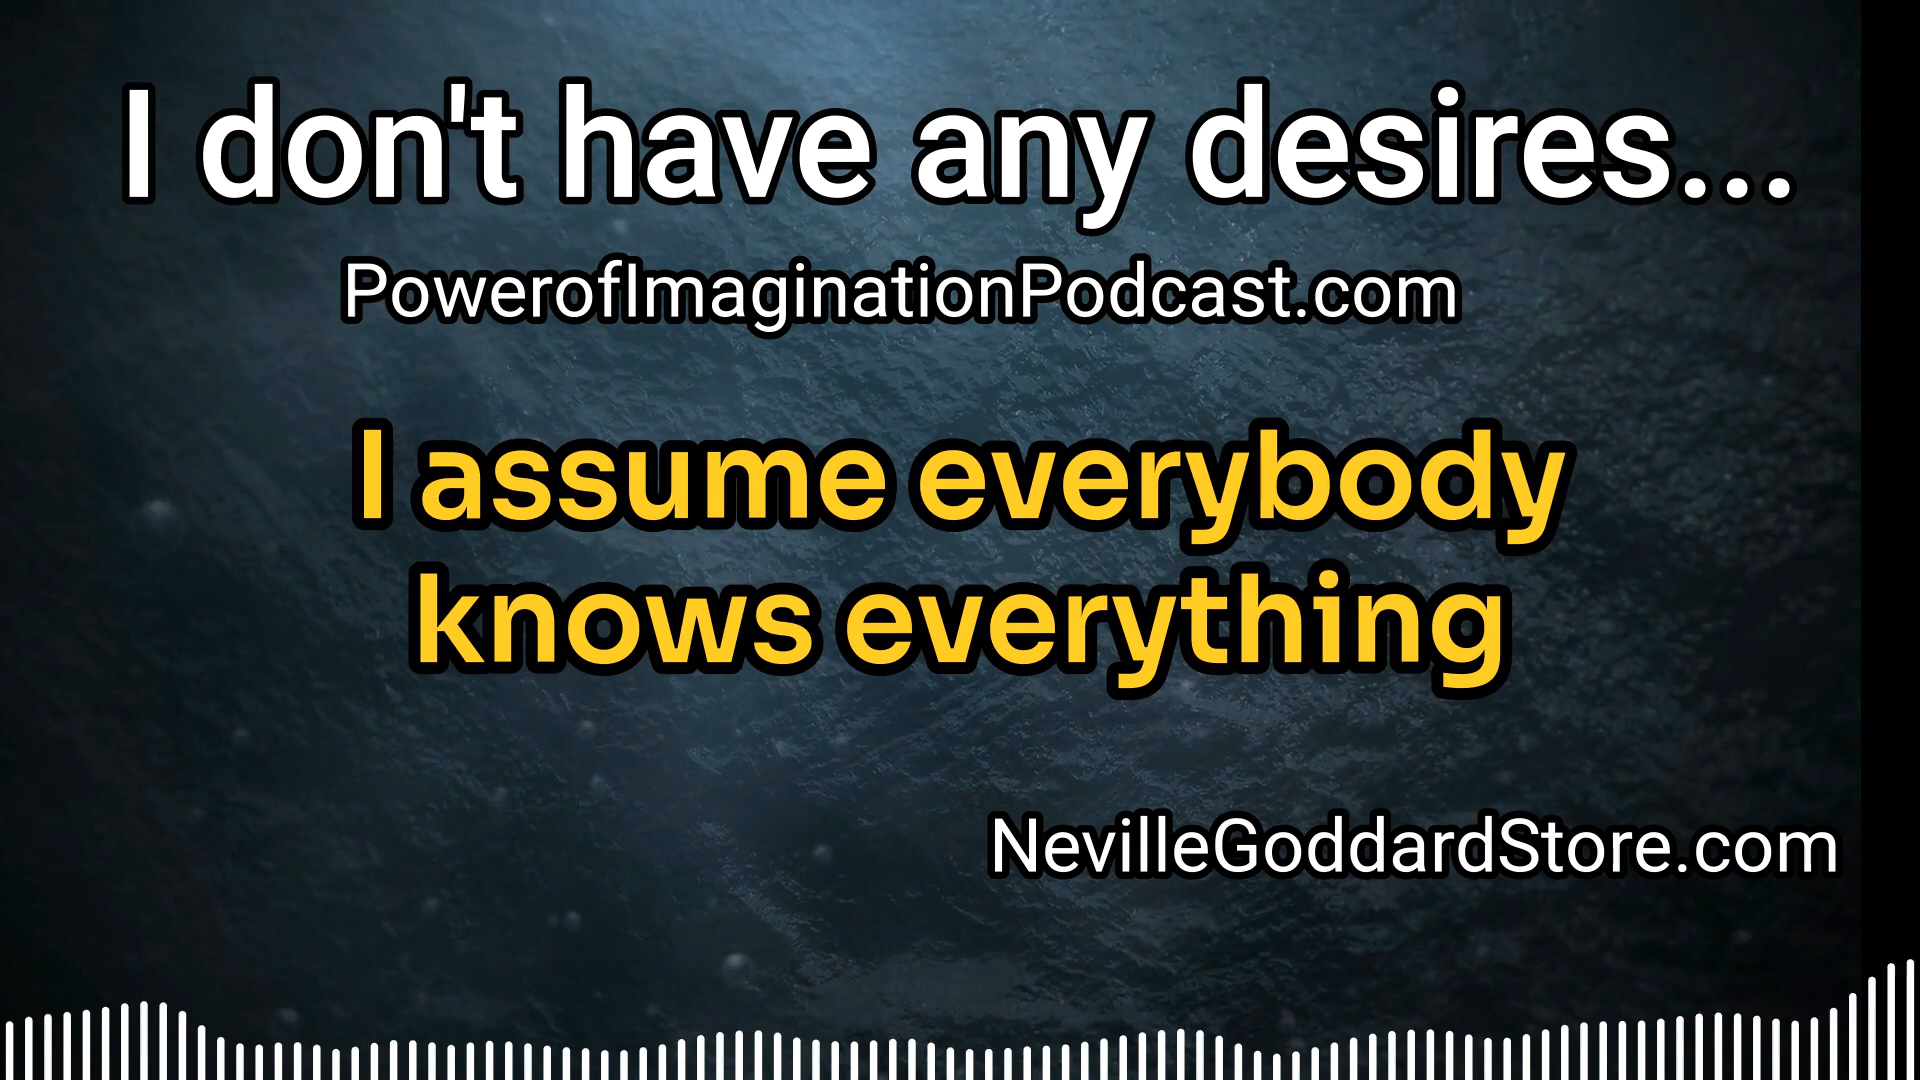 I don't have any desires...
PowerofImaginationPodcast.com
I assume everybody
knows everything
NevilleGoddardStore.com